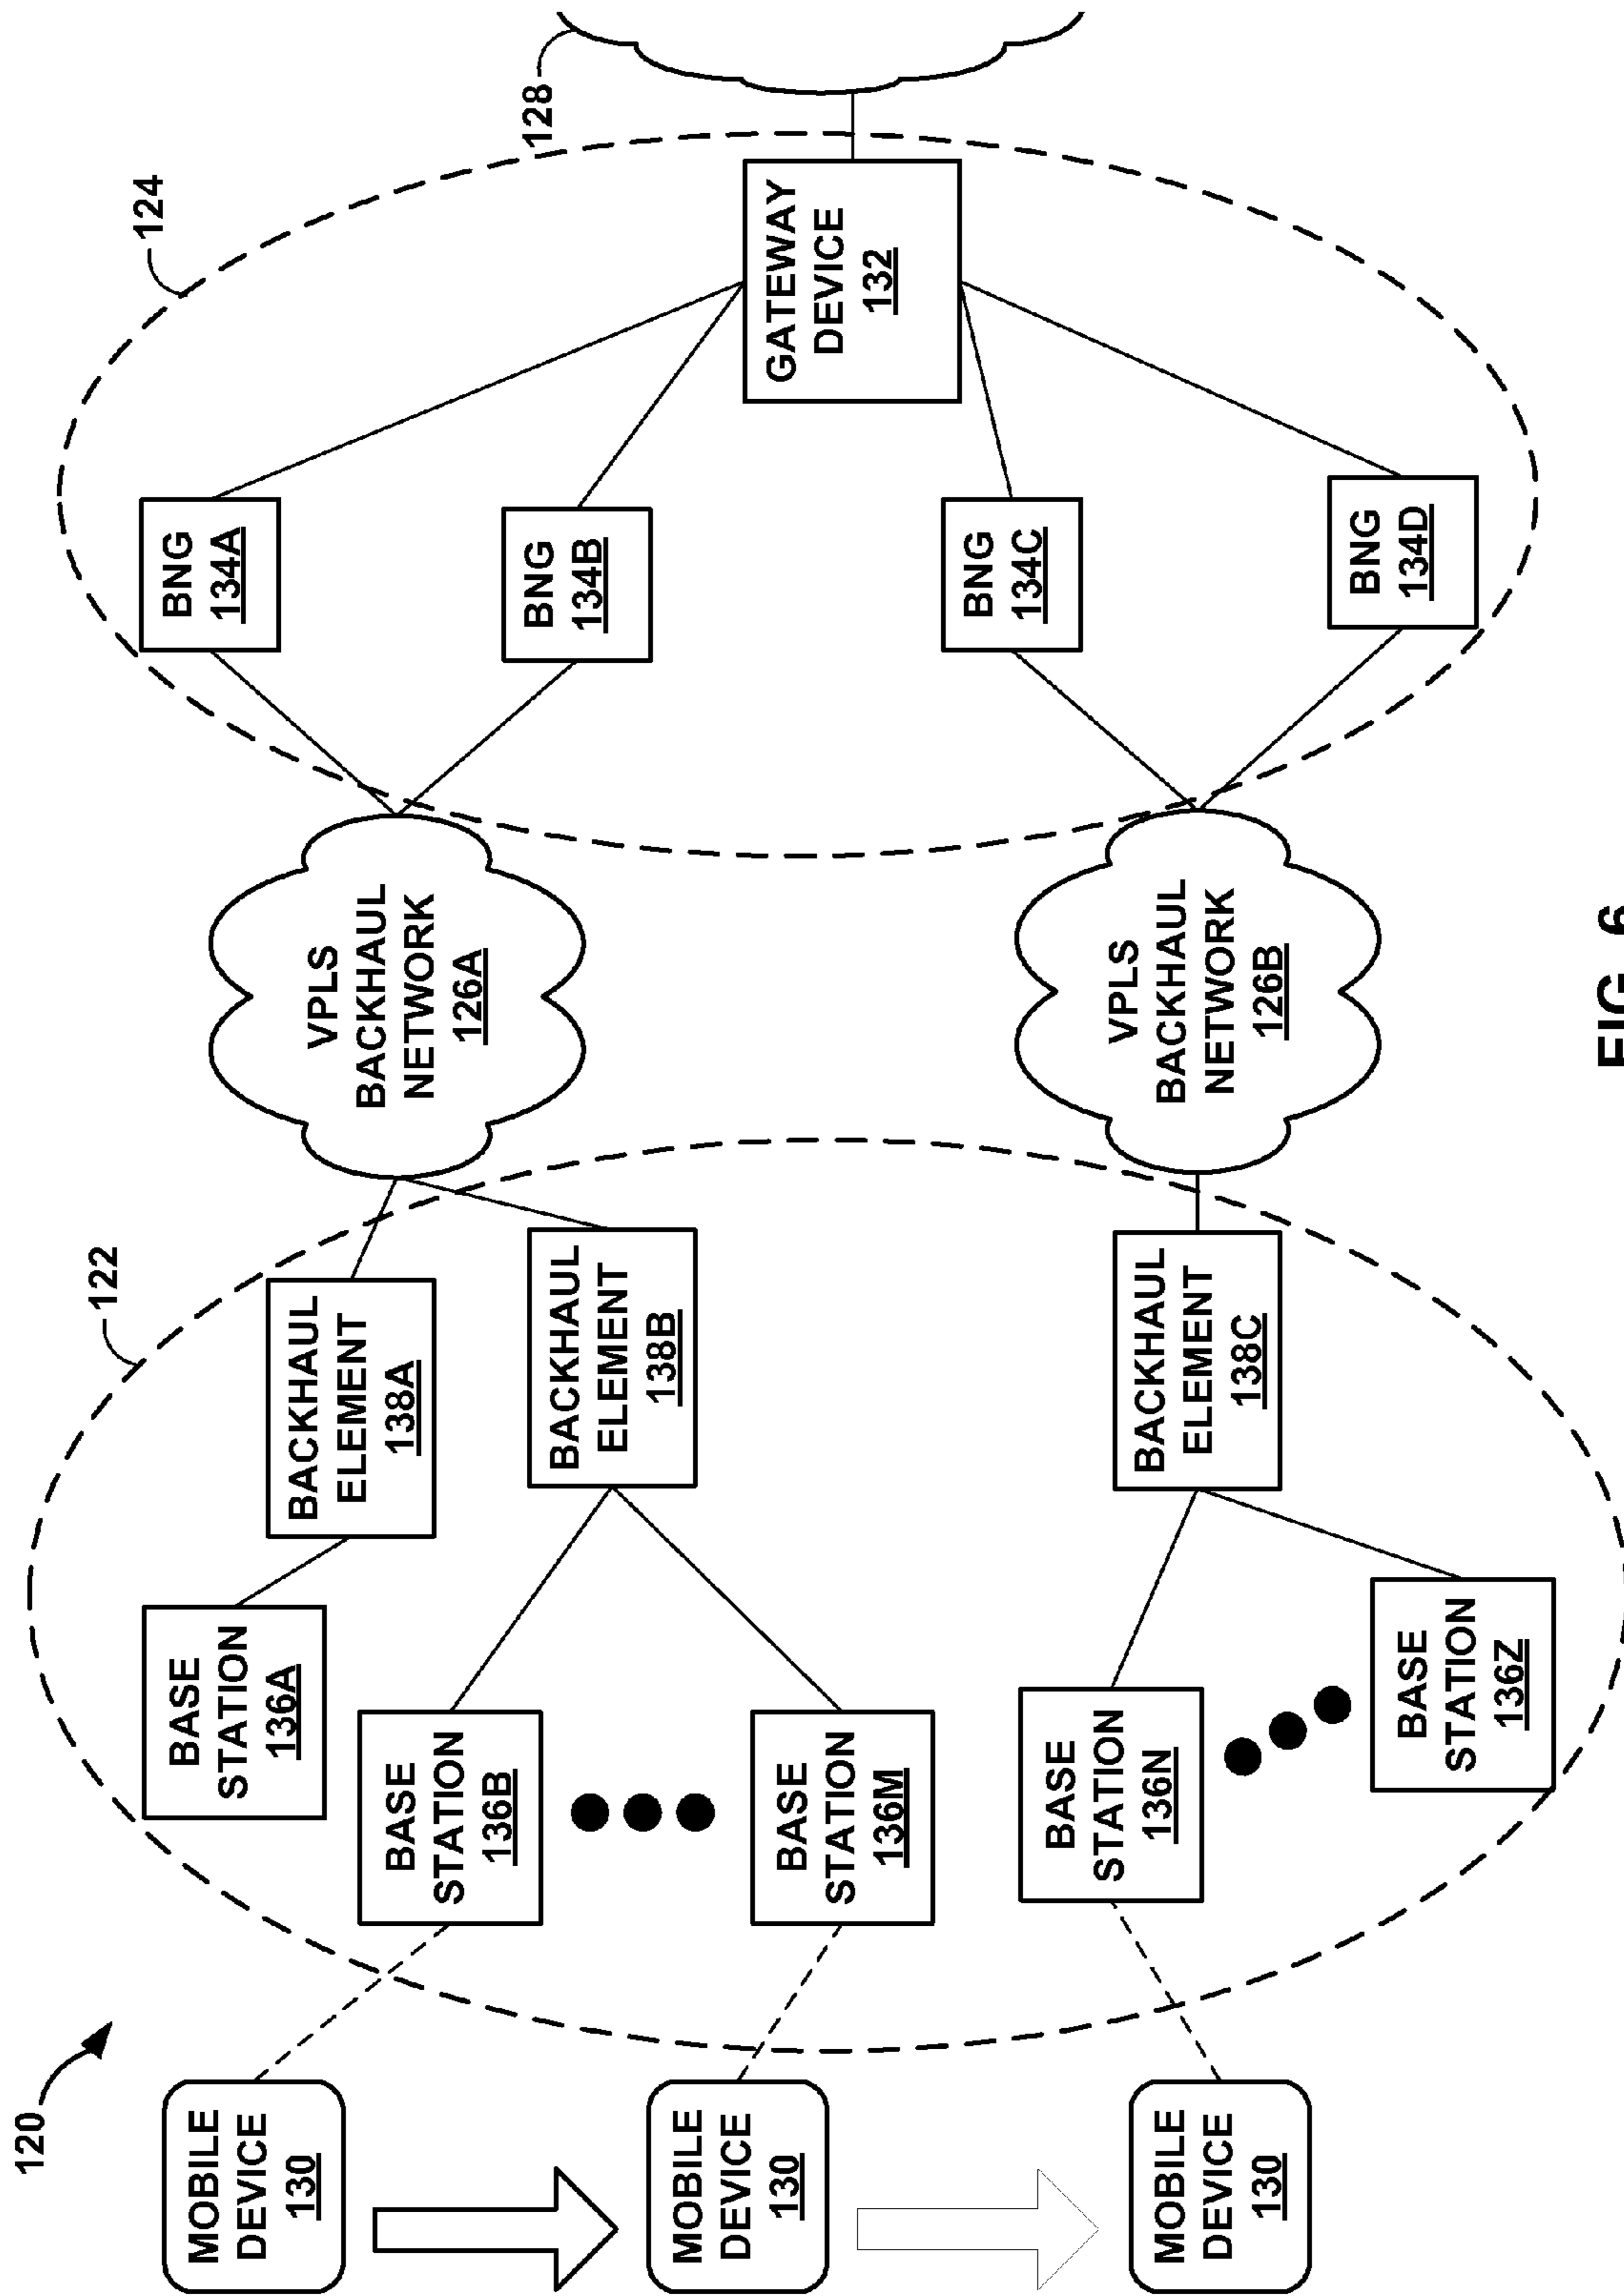 120
122
124
128
MOBILE
DEVICE
130
MOBILE
DEVICE
130
MOBILE
DEVICE
130
BASE
STATION
136A
BASE
STATION
136B
BASE
STATION
136M
BASE
STATION
136N
BASE
STATION
136Z
BACKHAUL
ELEMENT
138A
BACKHAUL
ELEMENT
138B
BACKHAUL
ELEMENT
138C
VPLS
BACKHAUL
NETWORK
126A
VPLS
BACKHAUL
NETWORK
126B
BNG
134A
BNG
134B
BNG
134C
BNG
134D
GATEWAY
DEVICE
132
FIG. 6